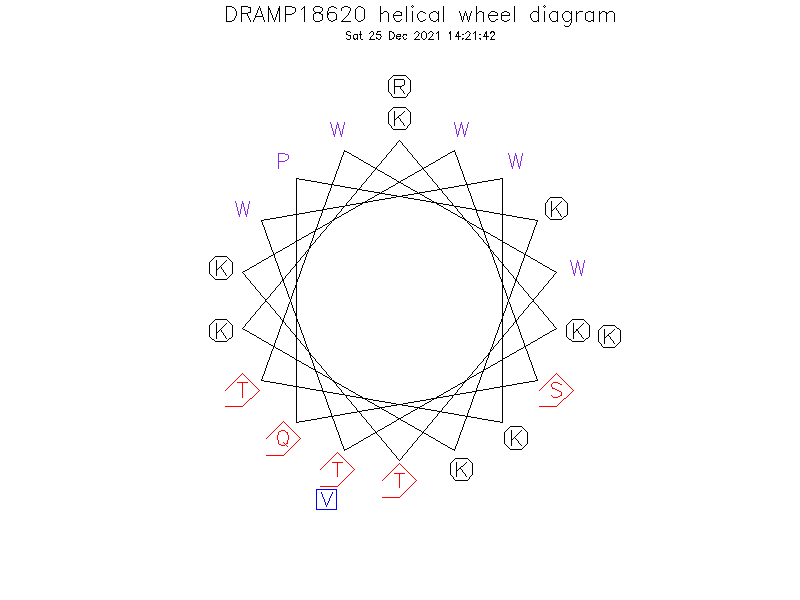 DRAMP18620 helical wheel diagram
Sat 25 Dec 2021 14:21:42
R
K
W W
P W
W K
K W
K K K
T S
Q K
T T K
V